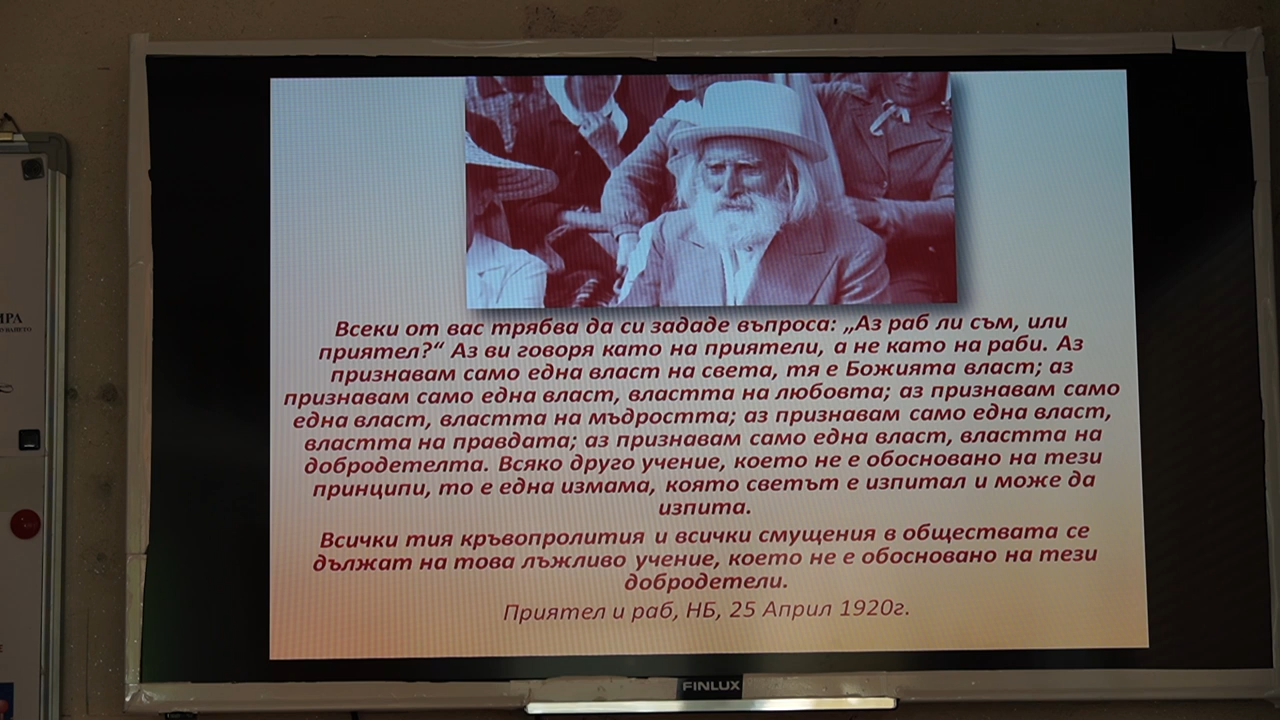 Всеки от вас трябва да си зададе въпроса: „Аз раб ли съм, или
приятел?“ Аз ви говоря като на приятели, а не като на раби. Аз
признавам само една власт на света, тя е Божията власт; аз
признавам само една власт, властта на любовта; аз признавам само
една власт, властта на мъдростта; аз признавам само една власт,
властта на правдата; аз признавам само една власт, властта на
добродетелта. Всяко друго учение, което не е обосновано на тези
принципи, то е една измама, която светът е изпитал и може да
изпита.
Всички тия кръвопролития и всички смущения в обществата се
дължат на това лъжливо учение, което не е обосновано на тези
добродетели.
Приятел и раб, НБ, 25 Април 1920г.
FINLUX